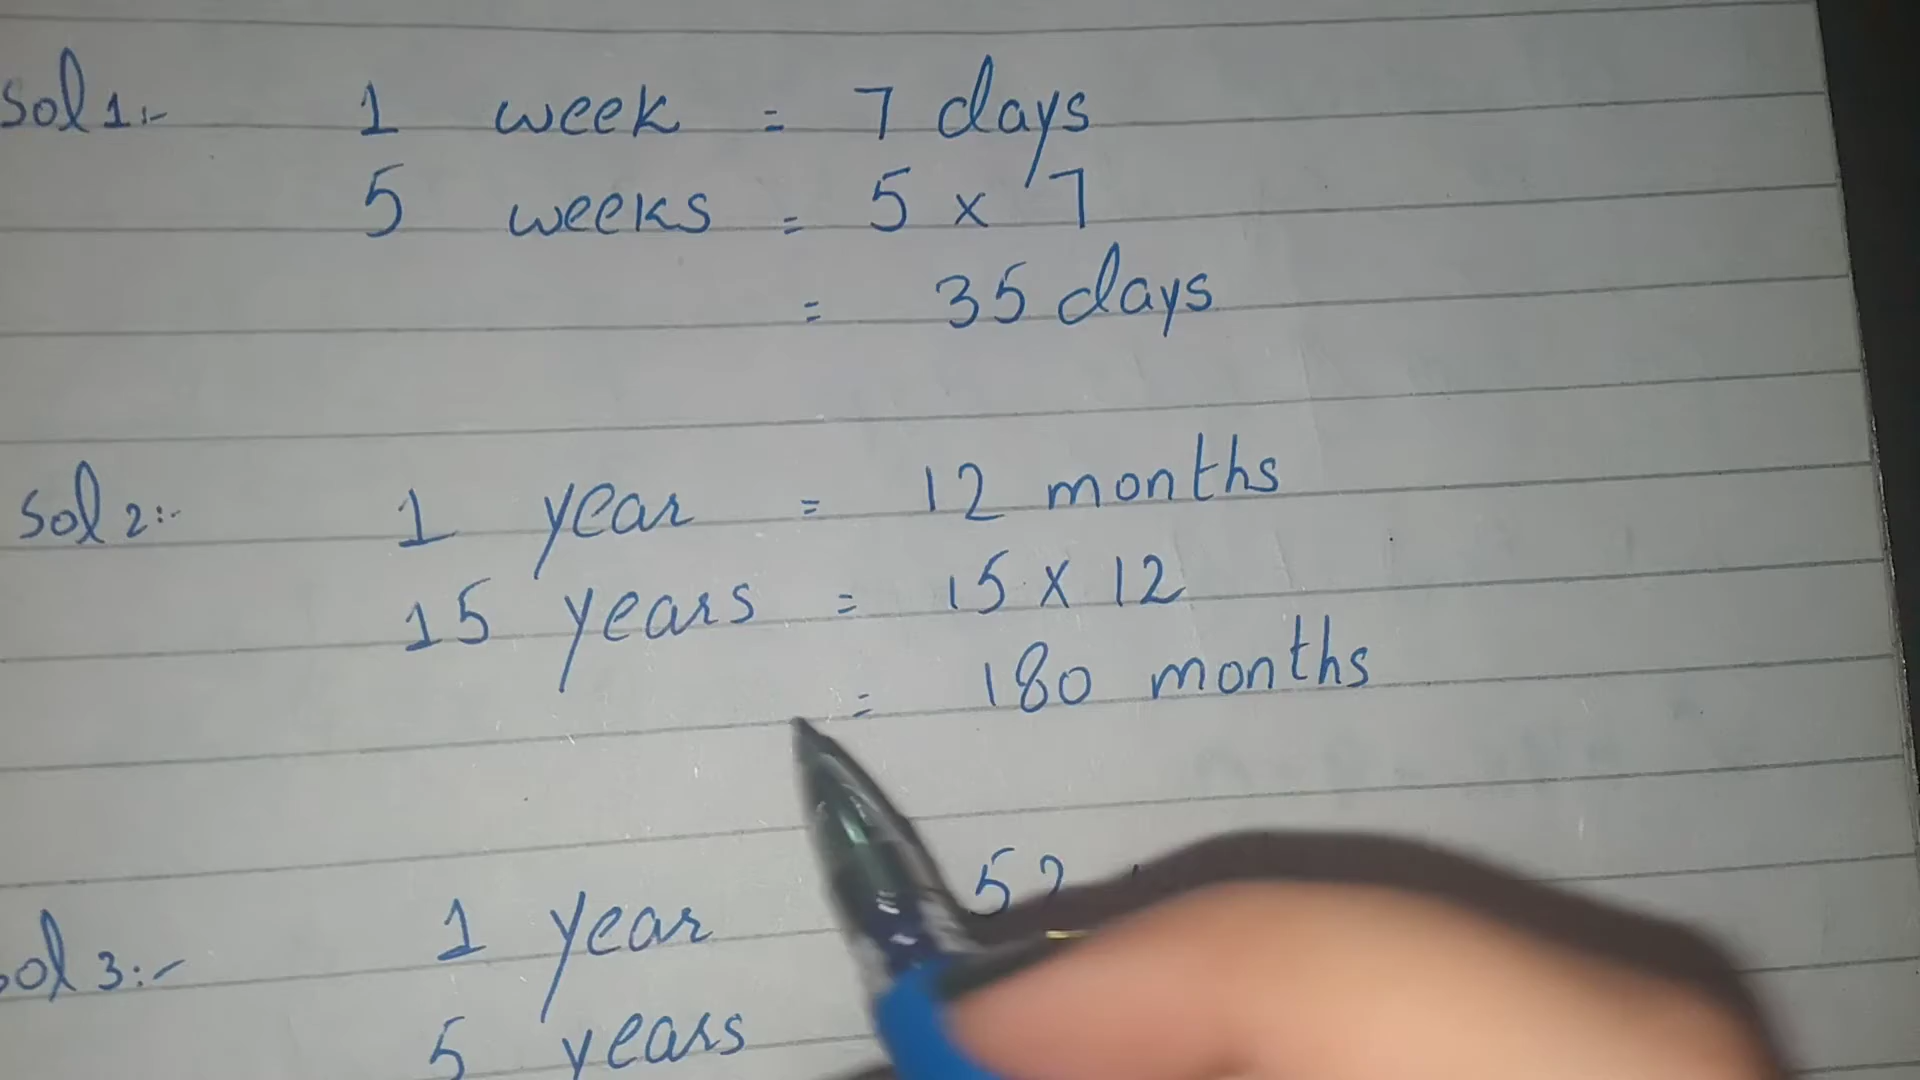 Sol 1:- 1 week = 7 days
5 weeks = 5 x 7
= 35 days
Sol 2:- 1 year = 12 months
15 years = 15 x 12
= 180 months
Sol 3:- 1 year 52
5 years